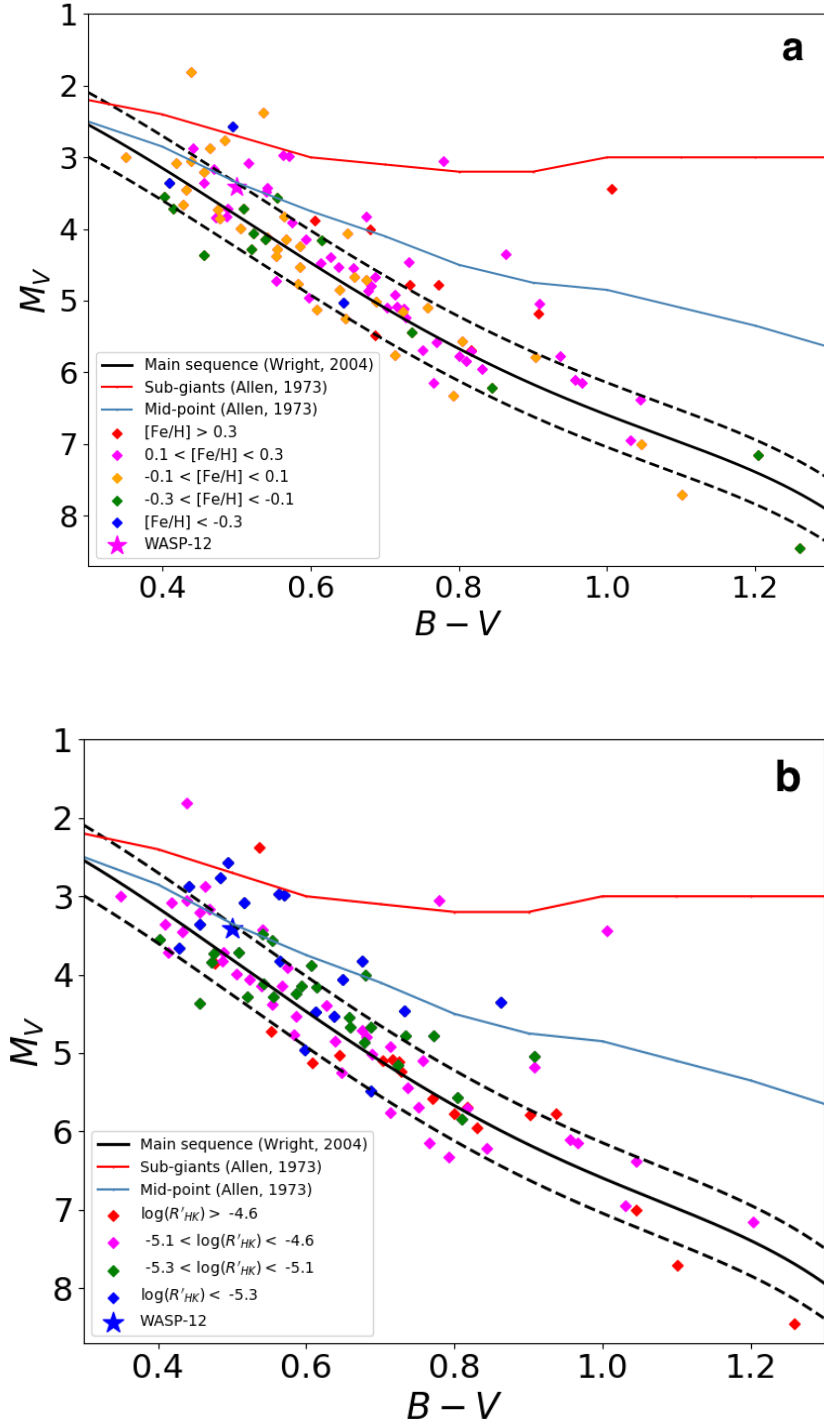 a
1
2
3
4
5
6
7
8
M_V
Main sequence (Wright, 2004)
Sub-giants (Allen, 1973)
Mid-point (Allen, 1973)
[Fe/H] > 0.3
0.1 < [Fe/H] < 0.3
-0.1 < [Fe/H] < 0.1
-0.3 < [Fe/H] < -0.1
[Fe/H] < -0.3
WASP-12
0.4 0.6 0.8 1.0 1.2
B − V
b
1
2
3
4
5
6
7
8
M_V
Main sequence (Wright, 2004)
Sub-giants (Allen, 1973)
Mid-point (Allen, 1973)
log(R'_HK) > -4.6
-5.1 < log(R'_HK) < -4.6
-5.3 < log(R'_HK) < -5.1
log(R'_HK) < -5.3
WASP-12
0.4 0.6 0.8 1.0 1.2
B − V